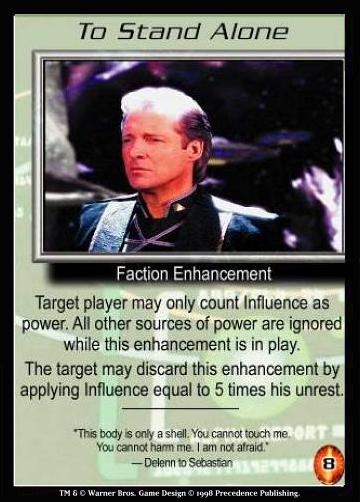 To Stand Alone
Faction Enhancement
Target player may only count Influence as
power. All other sources of power are ignored
while this enhancement is in play.
The target may discard this enhancement by
applying Influence equal to 5 times his unrest.
"This body is only a shell. You cannot touch me.
You cannot harm me. I am not afraid."
— Delenn to Sebastian
8
TM & © Warner Bros. Game Design © 1998 Precedence Publishing.